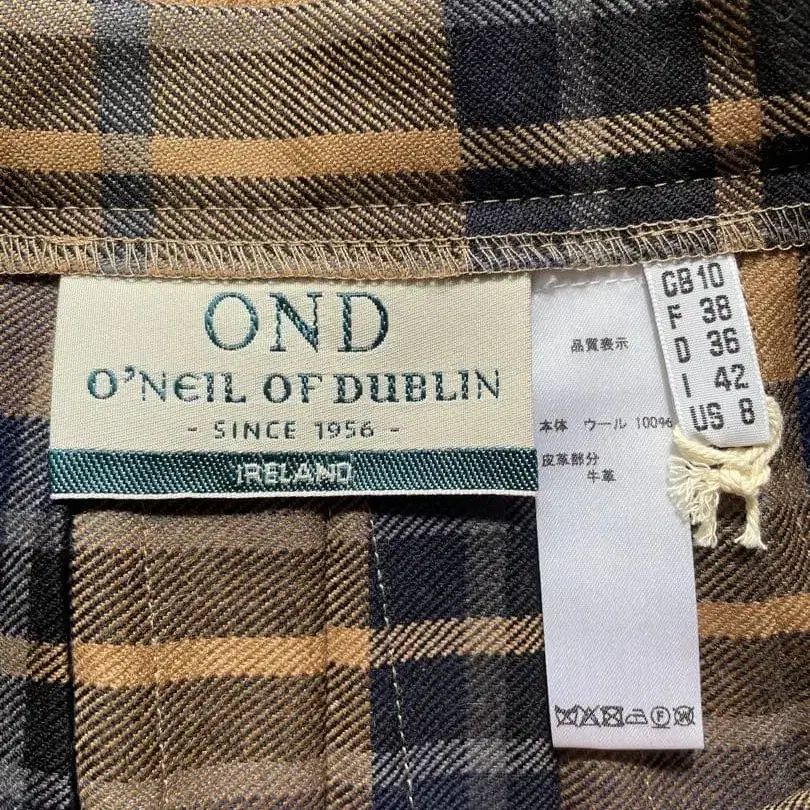 OND
O'NEIL OF DUBLIN
- SINCE 1956 -
IRELAND
品質表示
本体 ウール 100%
皮革部分
牛革
F
W
GB 10
F 38
D 36
I 42
US 8